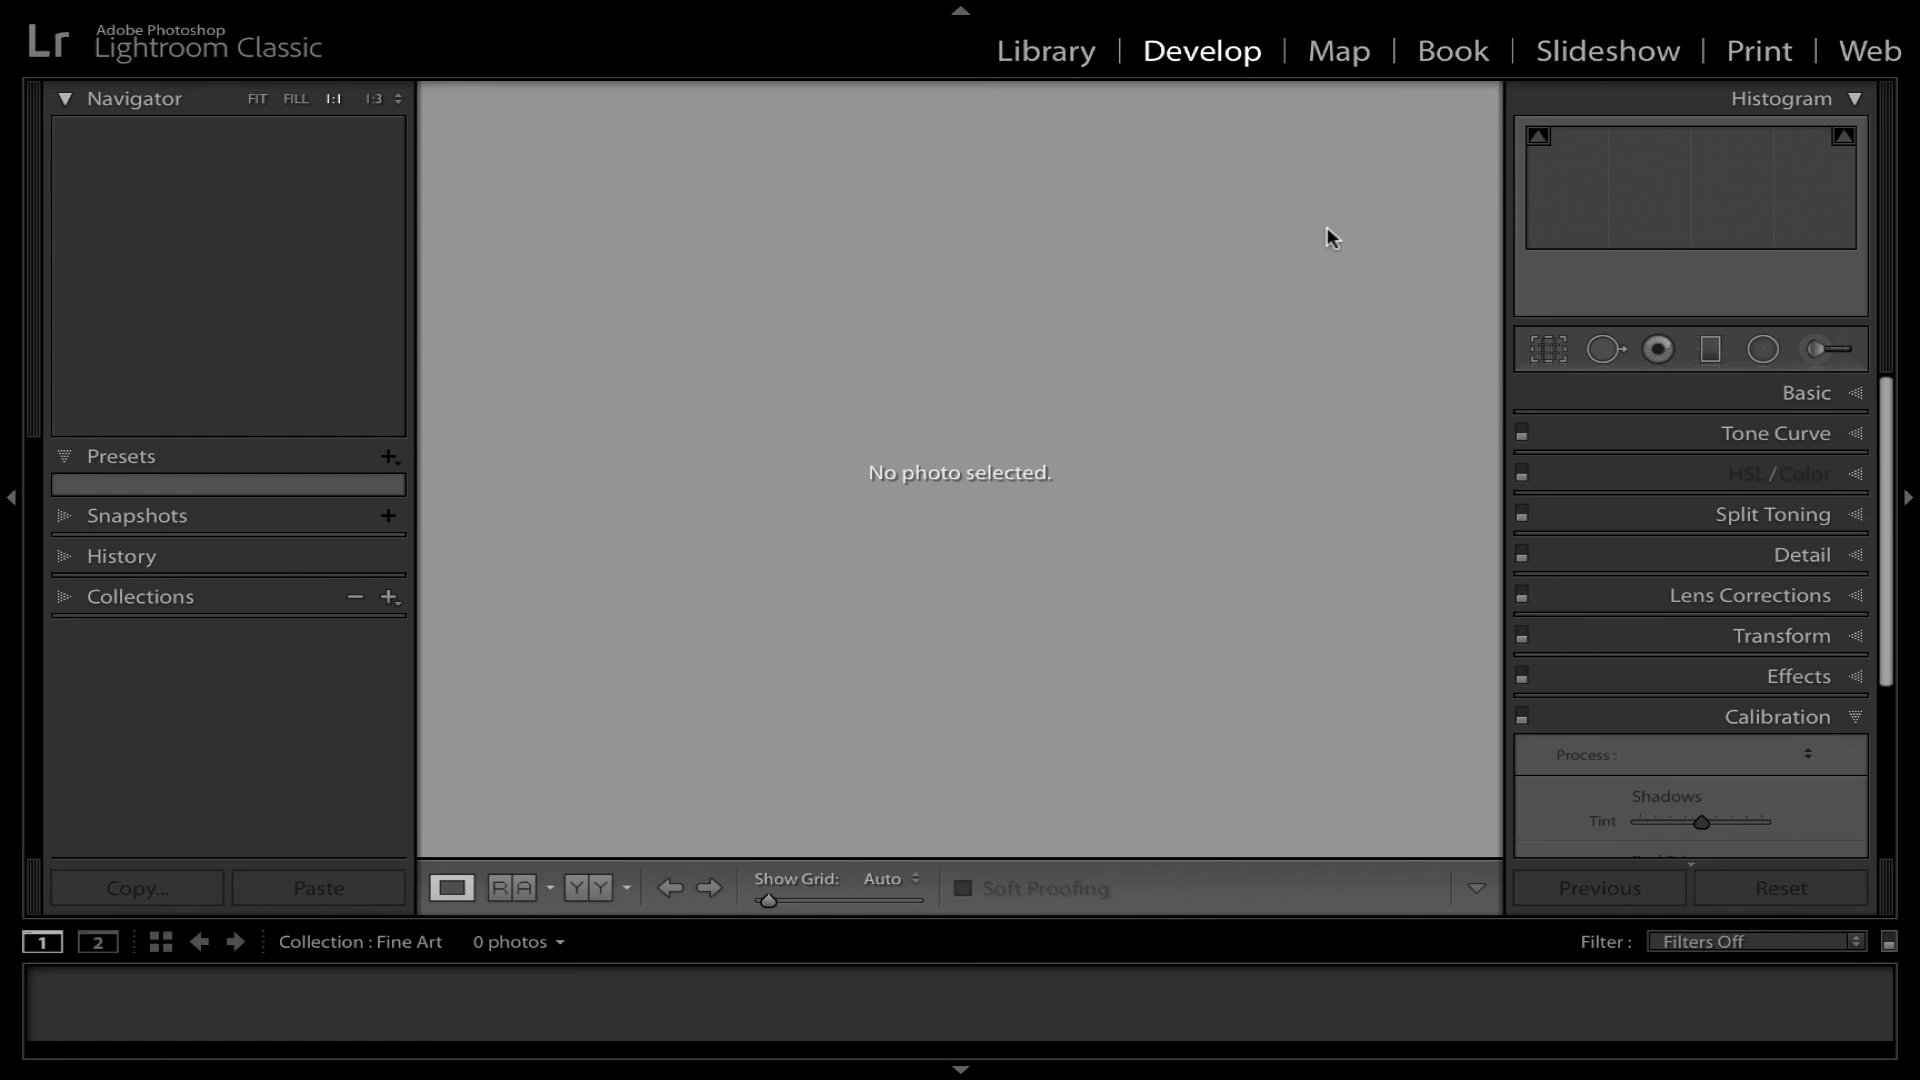 Lr Adobe Photoshop
Lightroom Classic
Library | Develop | Map | Book | Slideshow | Print | Web
Navigator FIT FILL 1:1 1:3
Histogram
No photo selected.
Presets
Snapshots
History
Collections
Basic
Tone Curve
HSL / Color
Split Toning
Detail
Lens Corrections
Transform
Effects
Calibration
Process :
Shadows
Tint
Copy... Paste
R A Y Y Show Grid: Auto Soft Proofing
Previous Reset
1 2 Collection : Fine Art 0 photos
Filter : Filters Off